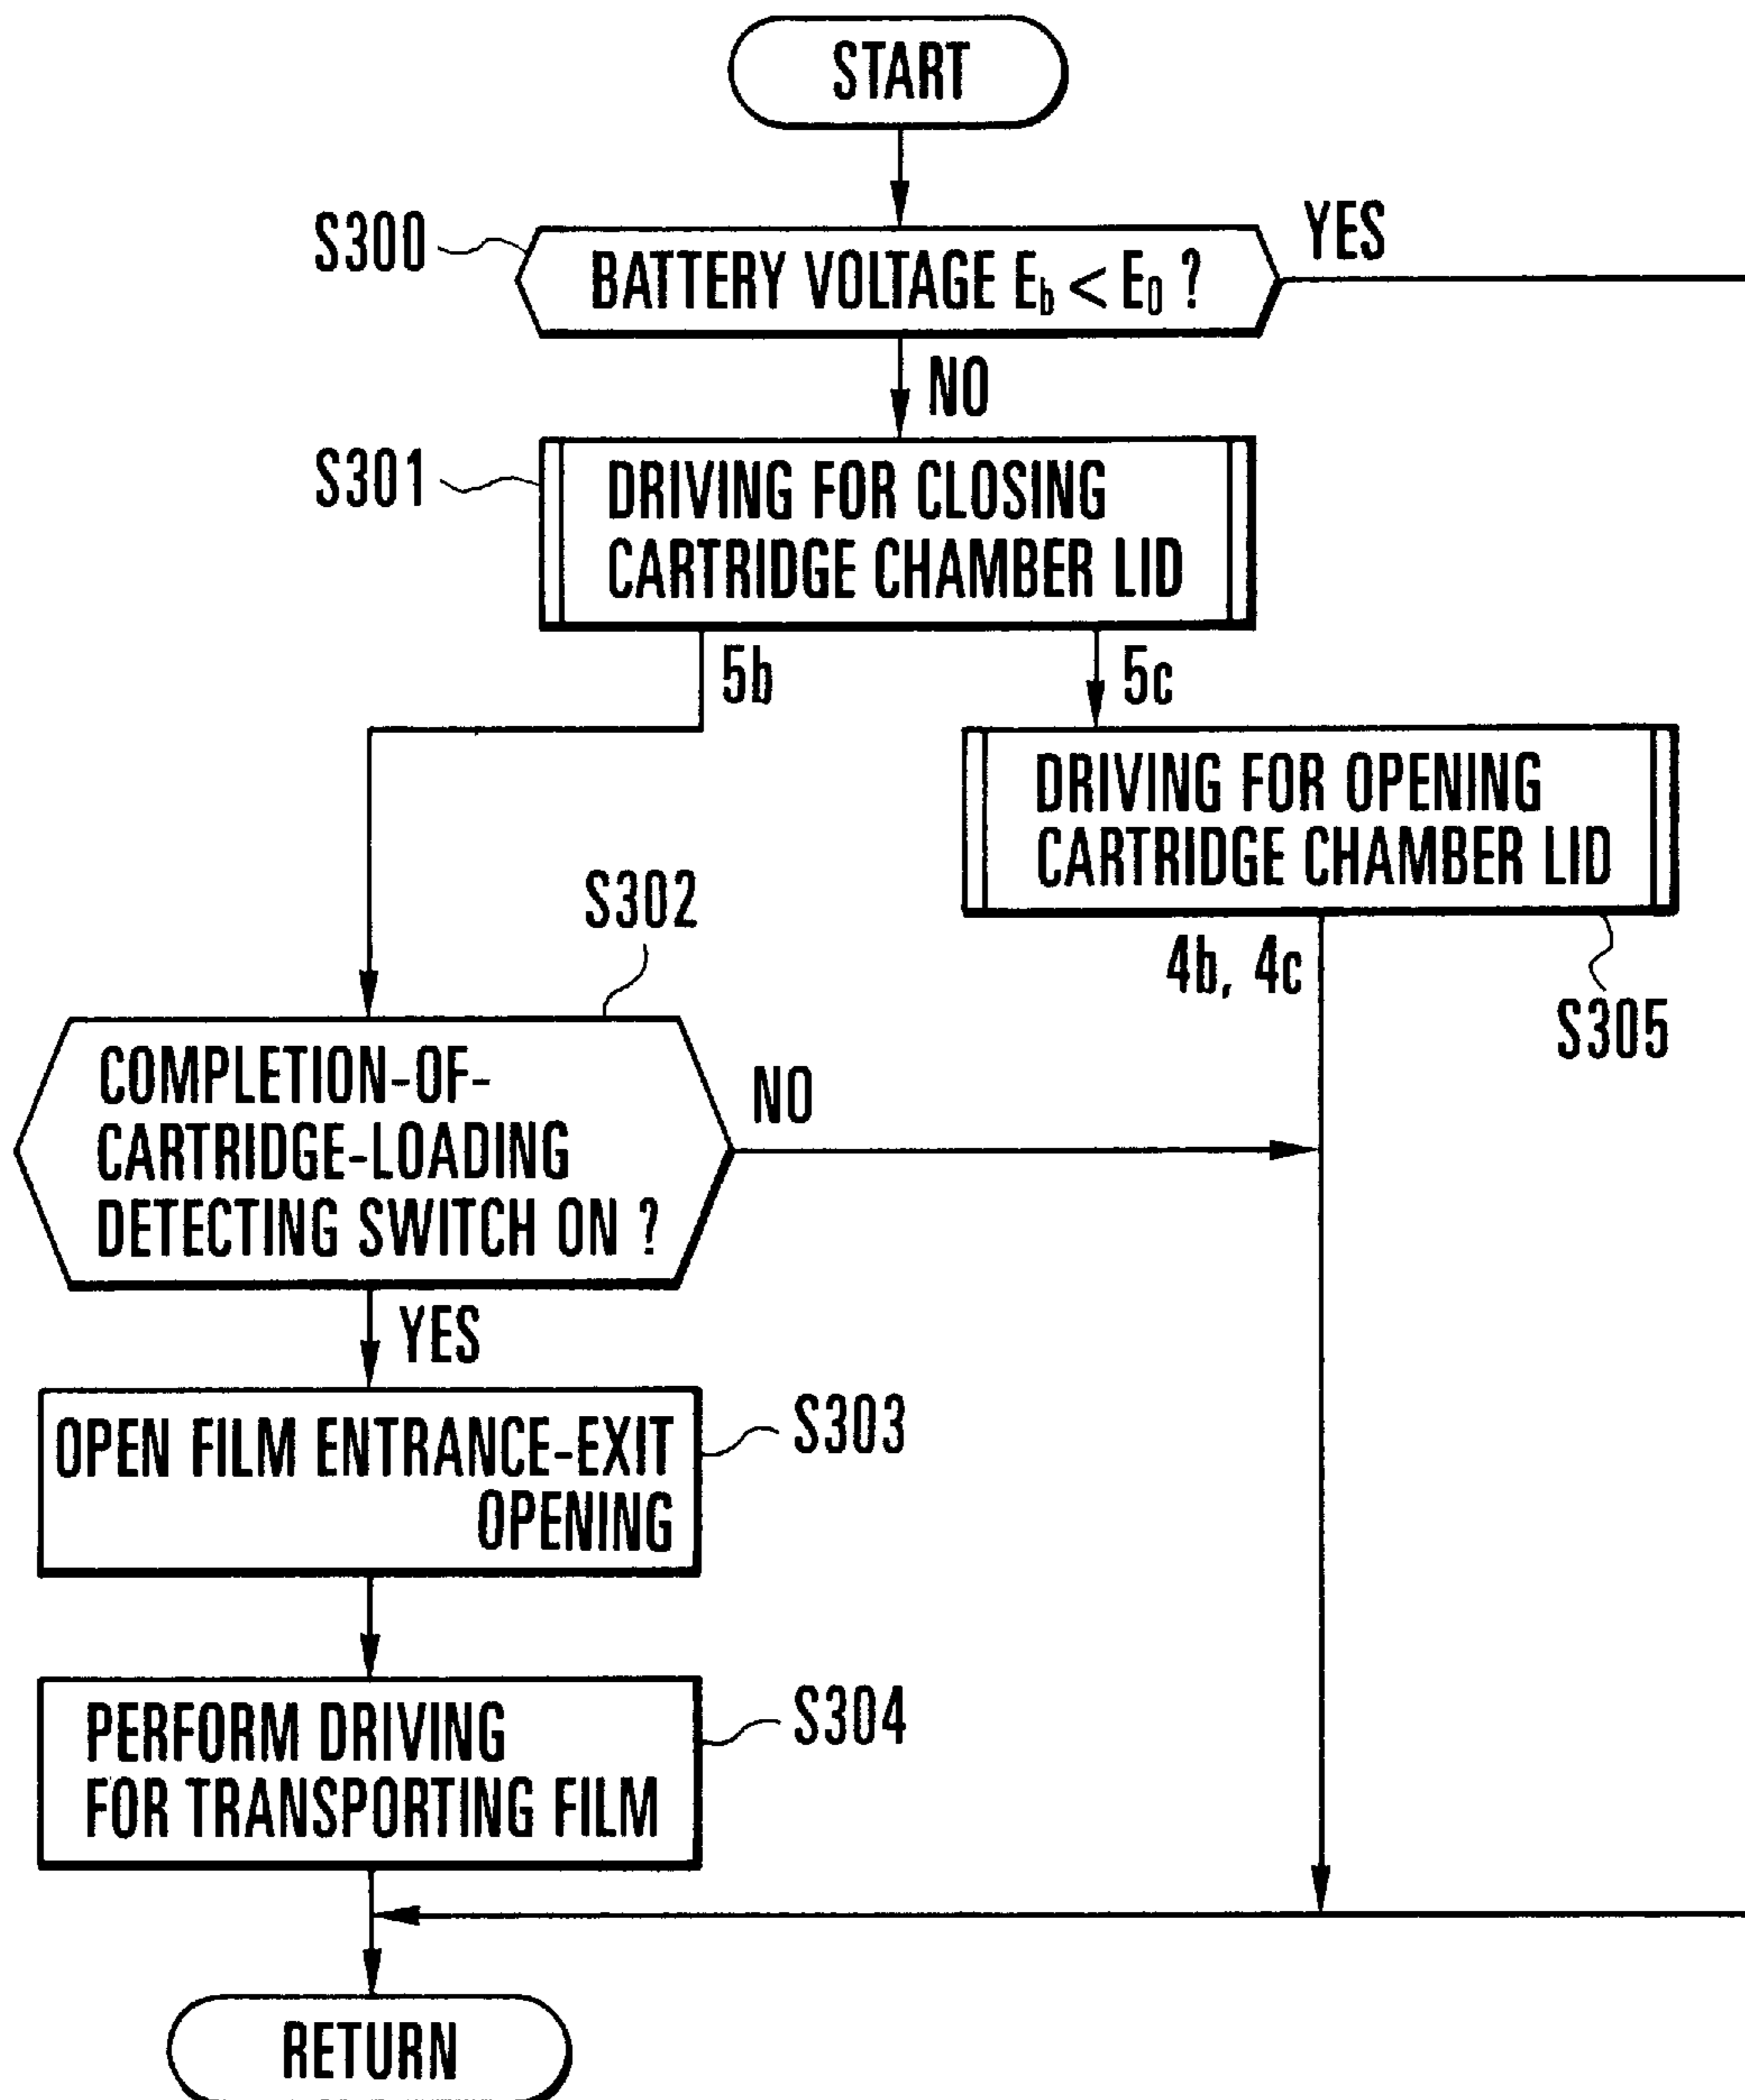 START
S300
BATTERY VOLTAGE Eb < E0 ?
YES
NO
S301
DRIVING FOR CLOSING
CARTRIDGE CHAMBER LID
5b
5c
DRIVING FOR OPENING
CARTRIDGE CHAMBER LID
4b, 4c
S305
S302
COMPLETION-OF-
CARTRIDGE-LOADING
DETECTING SWITCH ON ?
NO
YES
OPEN FILM ENTRANCE-EXIT
OPENING
S303
PERFORM DRIVING
FOR TRANSPORTING FILM
S304
RETURN